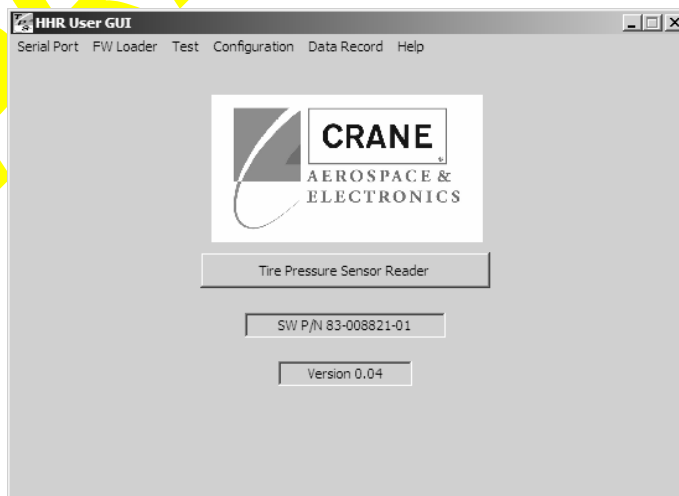 HHR User GUI
Serial Port FW Loader Test Configuration Data Record Help
CRANE
AEROSPACE &
ELECTRONICS
Tire Pressure Sensor Reader
SW P/N 83-008821-01
Version 0.04